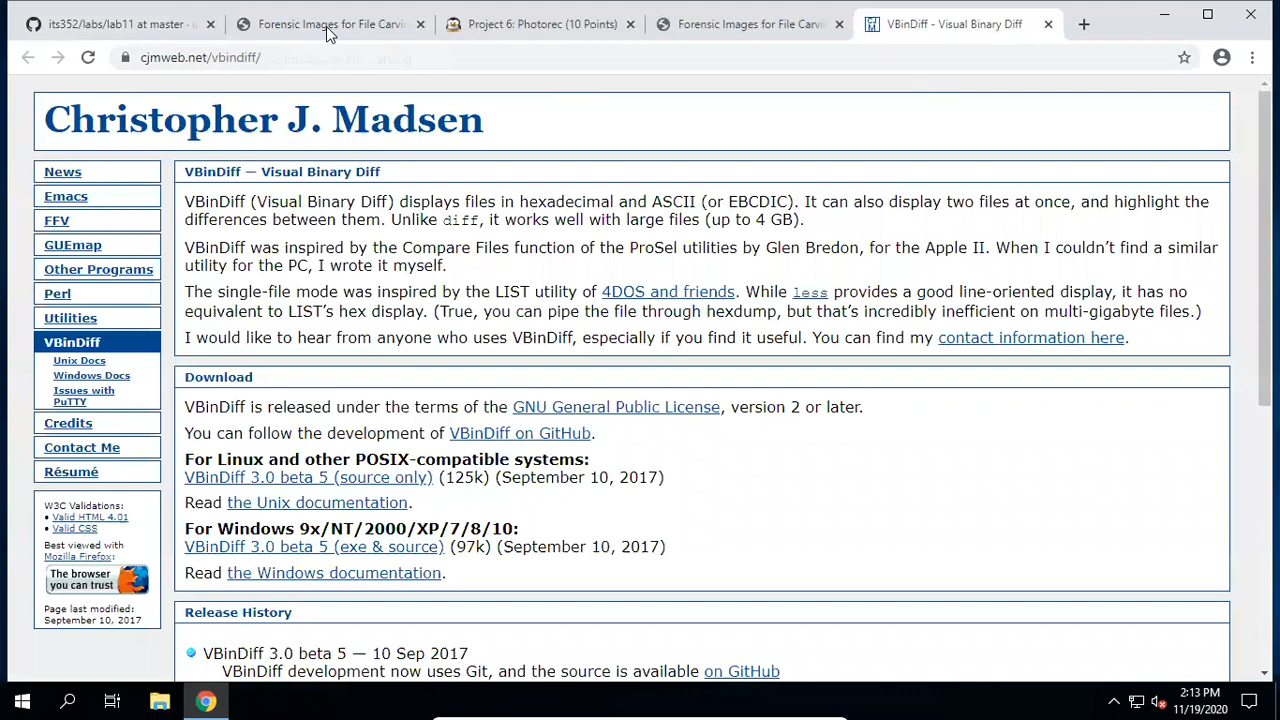 its352/labs/lab11 at master · u
Forensic Images for File Carvin
Project 6: Photorec (10 Points)
Forensic Images for File Carvin
VBinDiff - Visual Binary Diff
cjmweb.net/vbindiff/
Christopher J. Madsen
News
Emacs
FFV
GUEmap
Other Programs
Perl
Utilities
VBinDiff
Unix Docs
Windows Docs
Issues with
PuTTY
Credits
Contact Me
Résumé
W3C Validations:
• Valid HTML 4.01
• Valid CSS
Best viewed with
Mozilla Firefox:
The browser
you can trust
Page last modified:
September 10, 2017
VBinDiff — Visual Binary Diff
VBinDiff (Visual Binary Diff) displays files in hexadecimal and ASCII (or EBCDIC). It can also display two files at once, and highlight the
differences between them. Unlike diff, it works well with large files (up to 4 GB).
VBinDiff was inspired by the Compare Files function of the ProSel utilities by Glen Bredon, for the Apple II. When I couldn't find a similar
utility for the PC, I wrote it myself.
The single-file mode was inspired by the LIST utility of 4DOS and friends. While less provides a good line-oriented display, it has no
equivalent to LIST's hex display. (True, you can pipe the file through hexdump, but that's incredibly inefficient on multi-gigabyte files.)
I would like to hear from anyone who uses VBinDiff, especially if you find it useful. You can find my contact information here.
Download
VBinDiff is released under the terms of the GNU General Public License, version 2 or later.
You can follow the development of VBinDiff on GitHub.
For Linux and other POSIX-compatible systems:
VBinDiff 3.0 beta 5 (source only) (125k) (September 10, 2017)
Read the Unix documentation.
For Windows 9x/NT/2000/XP/7/8/10:
VBinDiff 3.0 beta 5 (exe & source) (97k) (September 10, 2017)
Read the Windows documentation.
Release History
VBinDiff 3.0 beta 5 — 10 Sep 2017
VBinDiff development now uses Git, and the source is available on GitHub
2:13 PM
11/19/2020